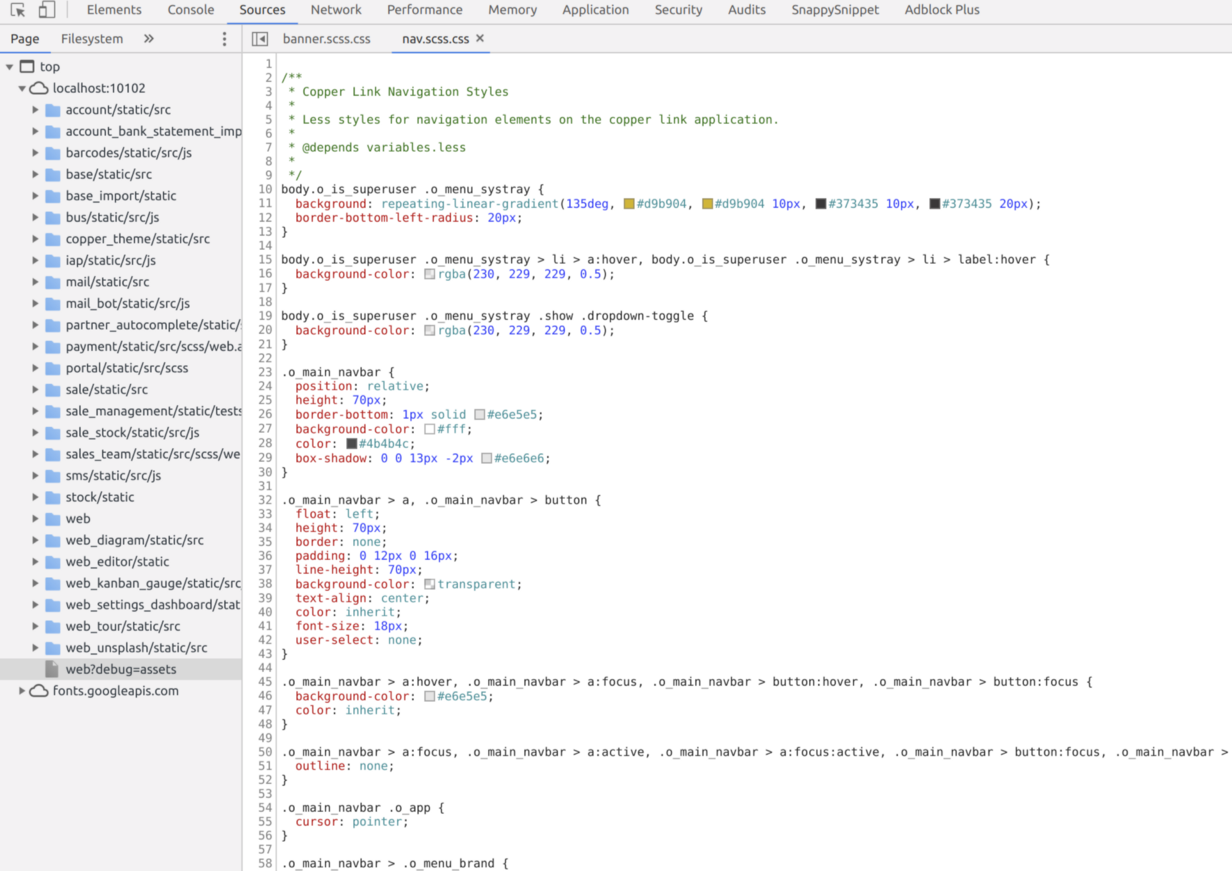 Elements Console Sources Network Performance Memory Application Security Audits SnappySnippet Adblock Plus
Page Filesystem » banner.scss.css nav.scss.css ×
top
localhost:10102
account/static/src
account_bank_statement_imp
barcodes/static/src/js
base/static/src
base_import/static
bus/static/src/js
copper_theme/static/src
iap/static/src/js
mail/static/src
mail_bot/static/src/js
partner_autocomplete/static/
payment/static/src/scss/web.a
portal/static/src/scss
sale/static/src
sale_management/static/tests
sale_stock/static/src/js
sales_team/static/src/scss/we
sms/static/src/js
stock/static
web
web_diagram/static/src
web_editor/static
web_kanban_gauge/static/src
web_settings_dashboard/stat
web_tour/static/src
web_unsplash/static/src
web?debug=assets
fonts.googleapis.com
1
2 /**
3 * Copper Link Navigation Styles
4 *
5 * Less styles for navigation elements on the copper link application.
6 *
7 * @depends variables.less
8 *
9 */
10 body.o_is_superuser .o_menu_systray {
11 background: repeating-linear-gradient(135deg, #d9b904, #d9b904 10px, #373435 10px, #373435 20px);
12 border-bottom-left-radius: 20px;
13 }
14
15 body.o_is_superuser .o_menu_systray > li > a:hover, body.o_is_superuser .o_menu_systray > li > label:hover {
16 background-color: rgba(230, 229, 229, 0.5);
17 }
18
19 body.o_is_superuser .o_menu_systray .show .dropdown-toggle {
20 background-color: rgba(230, 229, 229, 0.5);
21 }
22
23 .o_main_navbar {
24 position: relative;
25 height: 70px;
26 border-bottom: 1px solid #e6e5e5;
27 background-color: #fff;
28 color: #4b4b4c;
29 box-shadow: 0 0 13px -2px #e6e6e6;
30 }
31
32 .o_main_navbar > a, .o_main_navbar > button {
33 float: left;
34 height: 70px;
35 border: none;
36 padding: 0 12px 0 16px;
37 line-height: 70px;
38 background-color: transparent;
39 text-align: center;
40 color: inherit;
41 font-size: 18px;
42 user-select: none;
43 }
44
45 .o_main_navbar > a:hover, .o_main_navbar > a:focus, .o_main_navbar > button:hover, .o_main_navbar > button:focus {
46 background-color: #e6e5e5;
47 color: inherit;
48 }
49
50 .o_main_navbar > a:focus, .o_main_navbar > a:active, .o_main_navbar > a:focus:active, .o_main_navbar > button:focus, .o_main_navbar >
51 outline: none;
52 }
53
54 .o_main_navbar .o_app {
55 cursor: pointer;
56 }
57
58 .o_main_navbar > .o_menu_brand {